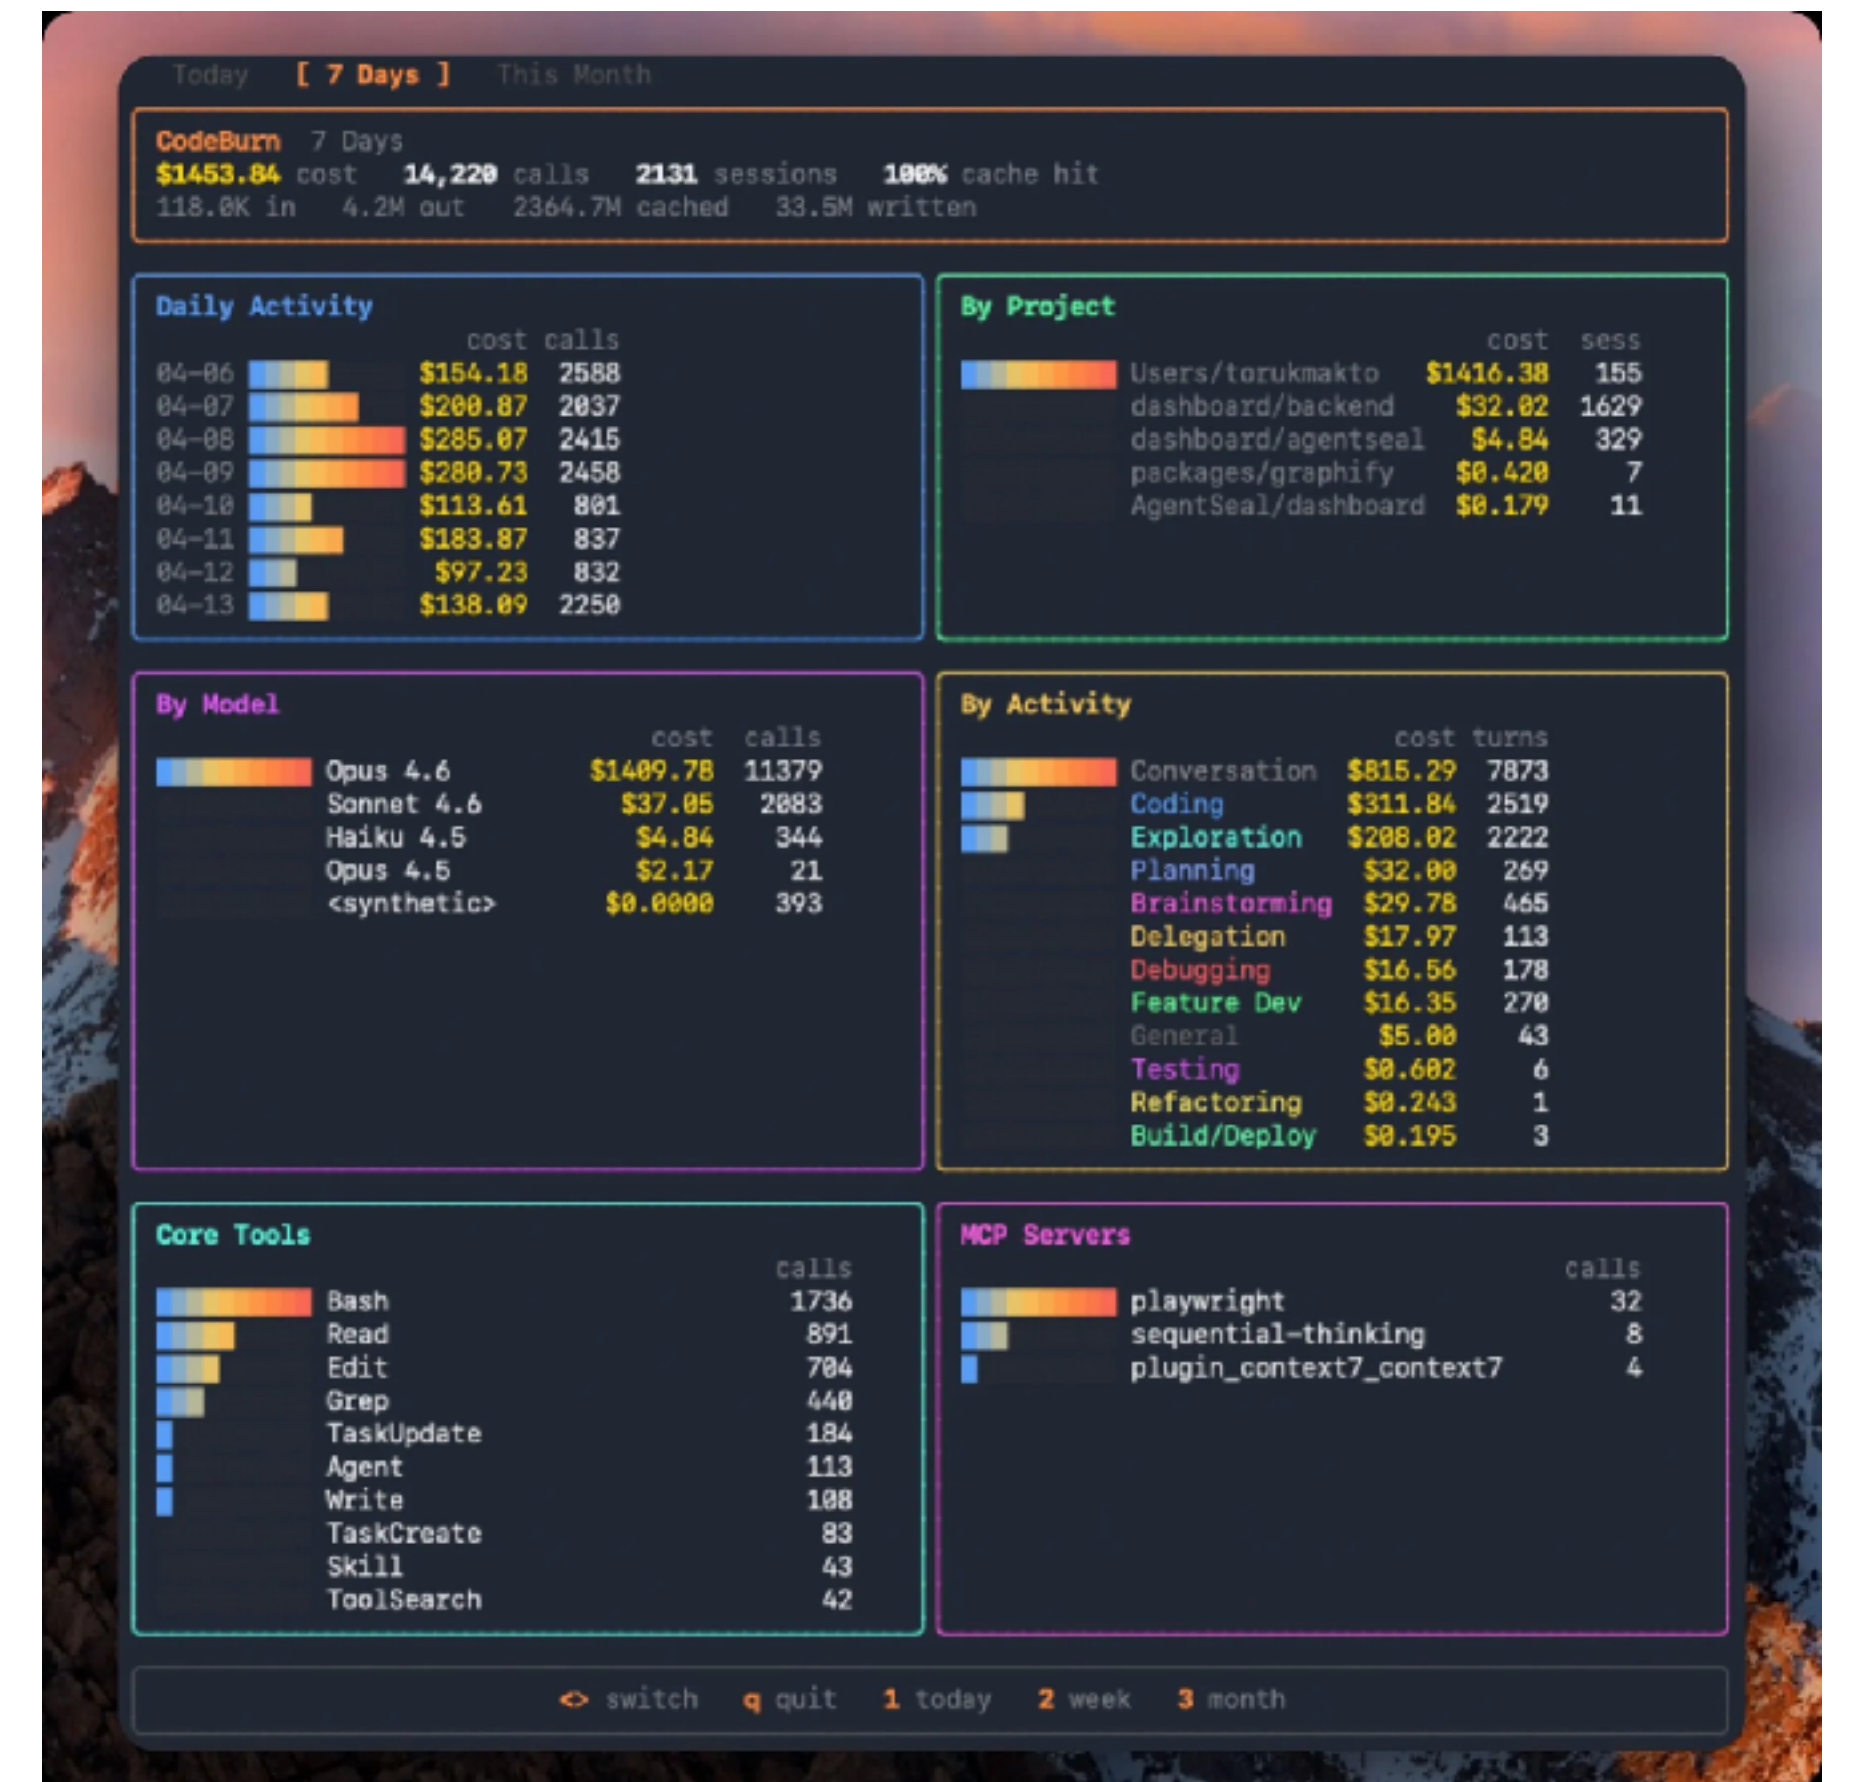 Today [ 7 Days ] This Month
CodeBurn 7 Days
$1453.84 cost 14,220 calls 2131 sessions 100% cache hit
118.0K in 4.2M out 2364.7M cached 33.5M written
Daily Activity
cost calls
04-06 $154.18 2588
04-07 $200.87 2037
04-08 $285.07 2415
04-09 $280.73 2458
04-10 $113.61 801
04-11 $183.87 837
04-12 $97.23 832
04-13 $138.09 2250
By Project
cost sess
Users/torukmakto $1416.38 155
dashboard/backend $32.02 1629
dashboard/agentseal $4.84 329
packages/graphify $0.420 7
AgentSeal/dashboard $0.179 11
By Model
cost calls
Opus 4.6 $1409.78 11379
Sonnet 4.6 $37.05 2083
Haiku 4.5 $4.84 344
Opus 4.5 $2.17 21
<synthetic> $0.0000 393
By Activity
cost turns
Conversation $815.29 7873
Coding $311.84 2519
Exploration $208.02 2222
Planning $32.00 269
Brainstorming $29.78 465
Delegation $17.97 113
Debugging $16.56 178
Feature Dev $16.35 270
General $5.00 43
Testing $0.602 6
Refactoring $0.243 1
Build/Deploy $0.195 3
Core Tools
calls
Bash 1736
Read 891
Edit 704
Grep 440
TaskUpdate 184
Agent 113
Write 108
TaskCreate 83
Skill 43
ToolSearch 42
MCP Servers
calls
playwright 32
sequential-thinking 8
plugin_context7_context7 4
<> switch q quit 1 today 2 week 3 month